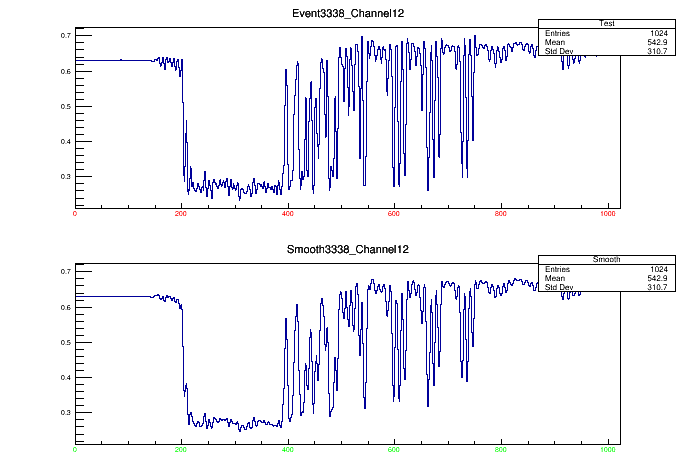 Event3338_Channel12
Test
Entries 1024
Mean 542.9
Std Dev 310.7
0.7
0.6
0.5
0.4
0.3
0 200 400 600 800 1000
Smooth3338_Channel12
Smooth
Entries 1024
Mean 542.9
Std Dev 310.7
0.7
0.6
0.5
0.4
0.3
0 200 400 600 800 1000